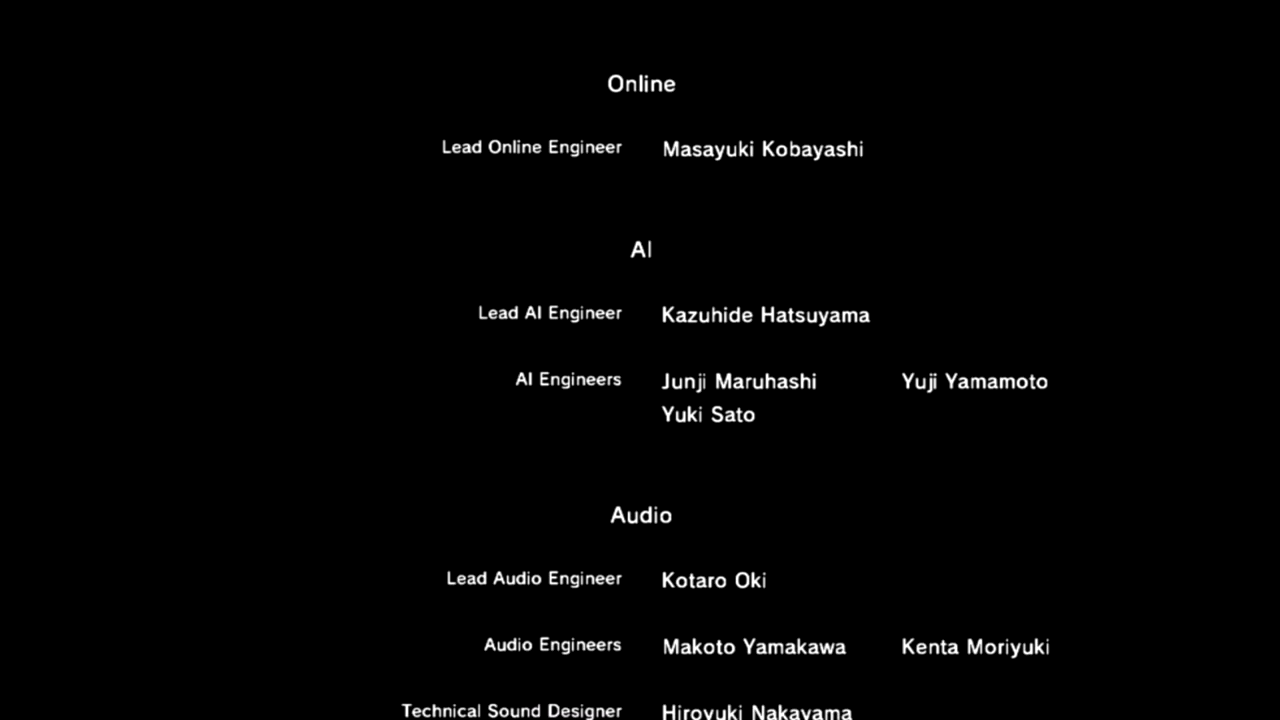 Online
Lead Online Engineer Masayuki Kobayashi
AI
Lead AI Engineer Kazuhide Hatsuyama
AI Engineers Junji Maruhashi Yuji Yamamoto
Yuki Sato
Audio
Lead Audio Engineer Kotaro Oki
Audio Engineers Makoto Yamakawa Kenta Moriyuki
Technical Sound Designer Hiroyuki Nakayama